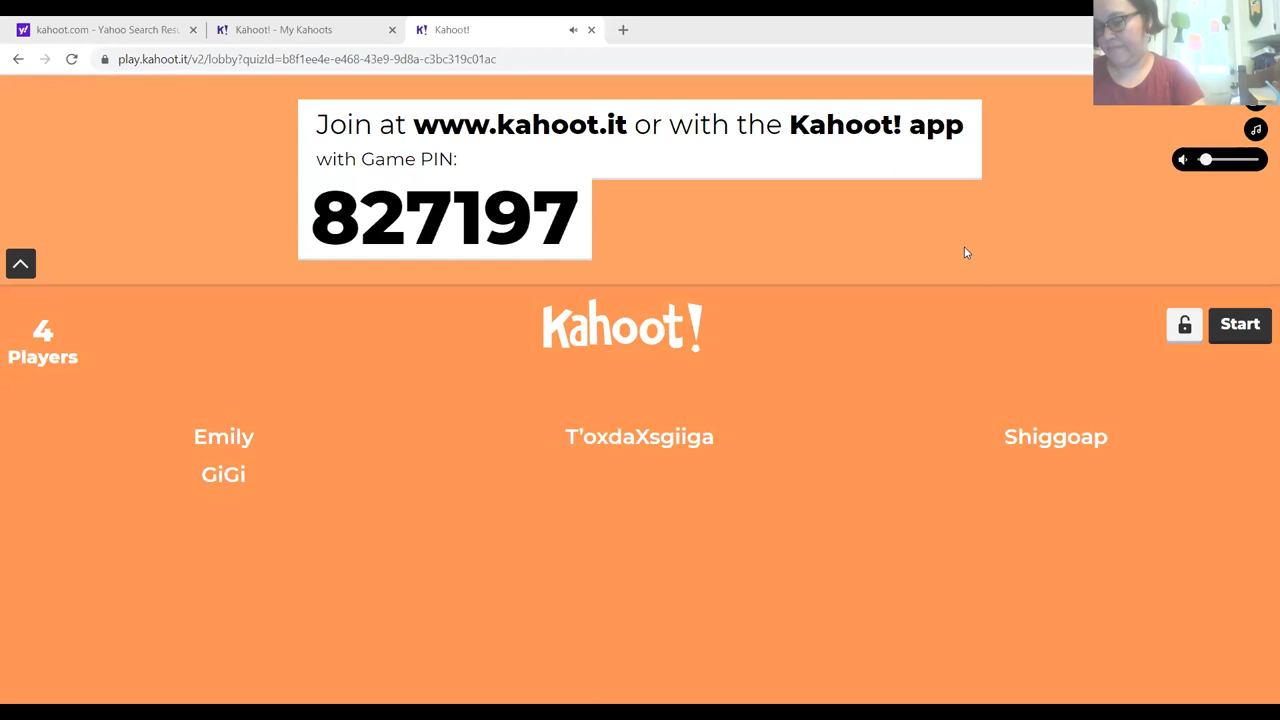 kahoot.com - Yahoo Search Resu
Kahoot! - My Kahoots
Kahoot!
play.kahoot.it/v2/lobby?quizId=b8f1ee4e-e468-43e9-9d8a-c3bc319c01ac
Join at www.kahoot.it or with the Kahoot! app
with Game PIN:
827197
4
Players
Kahoot!
Start
Emily
T’oxdaXsgiiga
Shiggoap
GiGi